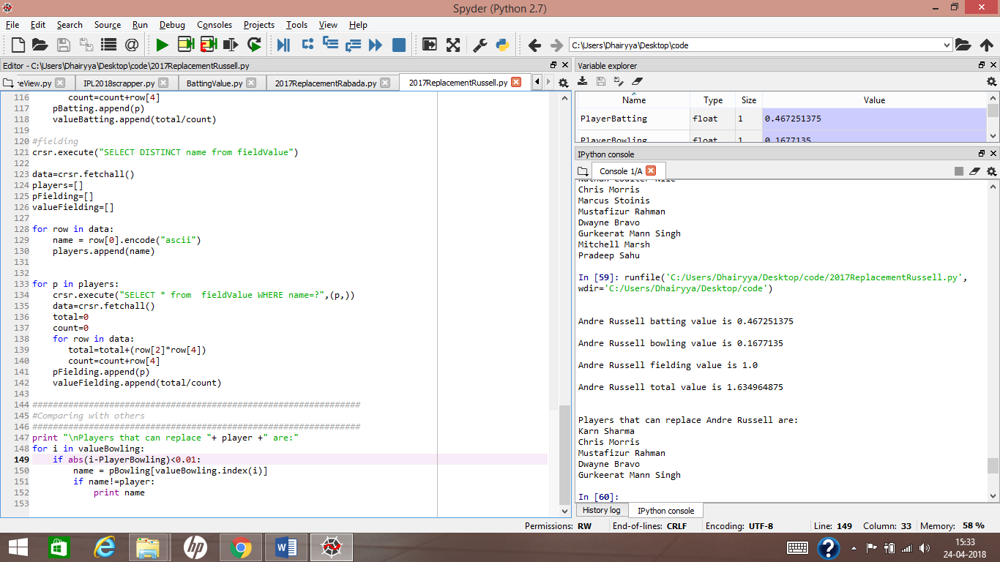 Spyder (Python 2.7)
File Edit Search Source Run Debug Consoles Projects Tools View Help
C:\Users\Dhairyya\Desktop\code
Editor - C:\Users\Dhairyya\Desktop\code\2017ReplacementRussell.py
reView.py IPL2018scrapper.py BattingValue.py 2017ReplacementRabada.py 2017ReplacementRussell.py
116 count=count+row[4]
117 pBatting.append(p)
118 valueBatting.append(total/count)
119
120 #fielding
121 crsr.execute("SELECT DISTINCT name from fieldValue")
122
123 data=crsr.fetchall()
124 players=[]
125 pFielding=[]
126 valueFielding=[]
127
128 for row in data:
129 name = row[0].encode("ascii")
130 players.append(name)
131
132
133 for p in players:
134 crsr.execute("SELECT * from  fieldValue WHERE name=?",(p,))
135 data=crsr.fetchall()
136 total=0
137 count=0
138 for row in data:
139 total=total+(row[2]*row[4])
140 count=count+row[4]
141 pFielding.append(p)
142 valueFielding.append(total/count)
143
144 ################################################################
145 #Comparing with others
146 ################################################################
147 print "\nPlayers that can replace "+ player +" are:"
148 for i in valueBowling:
149 if abs(i-PlayerBowling)<0.01:
150 name = pBowling[valueBowling.index(i)]
151 if name!=player:
152 print name
153
Variable explorer
Name Type Size Value
PlayerBatting float 1 0.467251375
PlayerBowling float 1 0.1677135
IPython console
Console 1/A
Nathan Coulter Nile
Chris Morris
Marcus Stoinis
Mustafizur Rahman
Dwayne Bravo
Gurkeerat Mann Singh
Mitchell Marsh
Pradeep Sahu
In [59]: runfile('C:/Users/Dhairyya/Desktop/code/2017ReplacementRussell.py',
wdir='C:/Users/Dhairyya/Desktop/code')
Andre Russell batting value is 0.467251375
Andre Russell bowling value is 0.1677135
Andre Russell fielding value is 1.0
Andre Russell total value is 1.634964875
Players that can replace Andre Russell are:
Karn Sharma
Chris Morris
Mustafizur Rahman
Dwayne Bravo
Gurkeerat Mann Singh
In [60]:
History log IPython console
Permissions: RW End-of-lines: CRLF Encoding: UTF-8 Line: 149 Column: 33 Memory: 58 %
15:33
24-04-2018